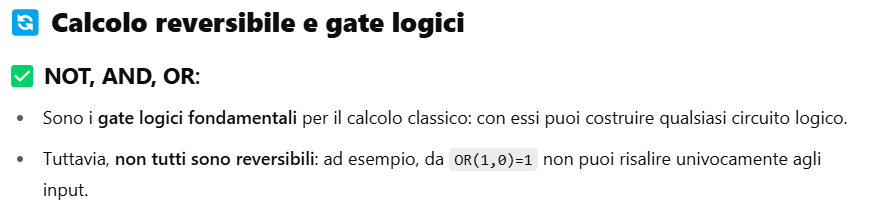 🔄 Calcolo reversibile e gate logici
✅ NOT, AND, OR:
• Sono i gate logici fondamentali per il calcolo classico: con essi puoi costruire qualsiasi circuito logico.
• Tuttavia, non tutti sono reversibili: ad esempio, da OR(1,0)=1 non puoi risalire univocamente agli
input.